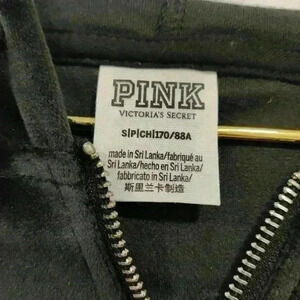 PINK
VICTORIA'S SECRET
S|P|CH|170/88A
made in Sri Lanka/fabriqué au
Sri Lanka/hecho en Sri Lanka/
fabricado in Sri Lanka/
斯里兰卡制造